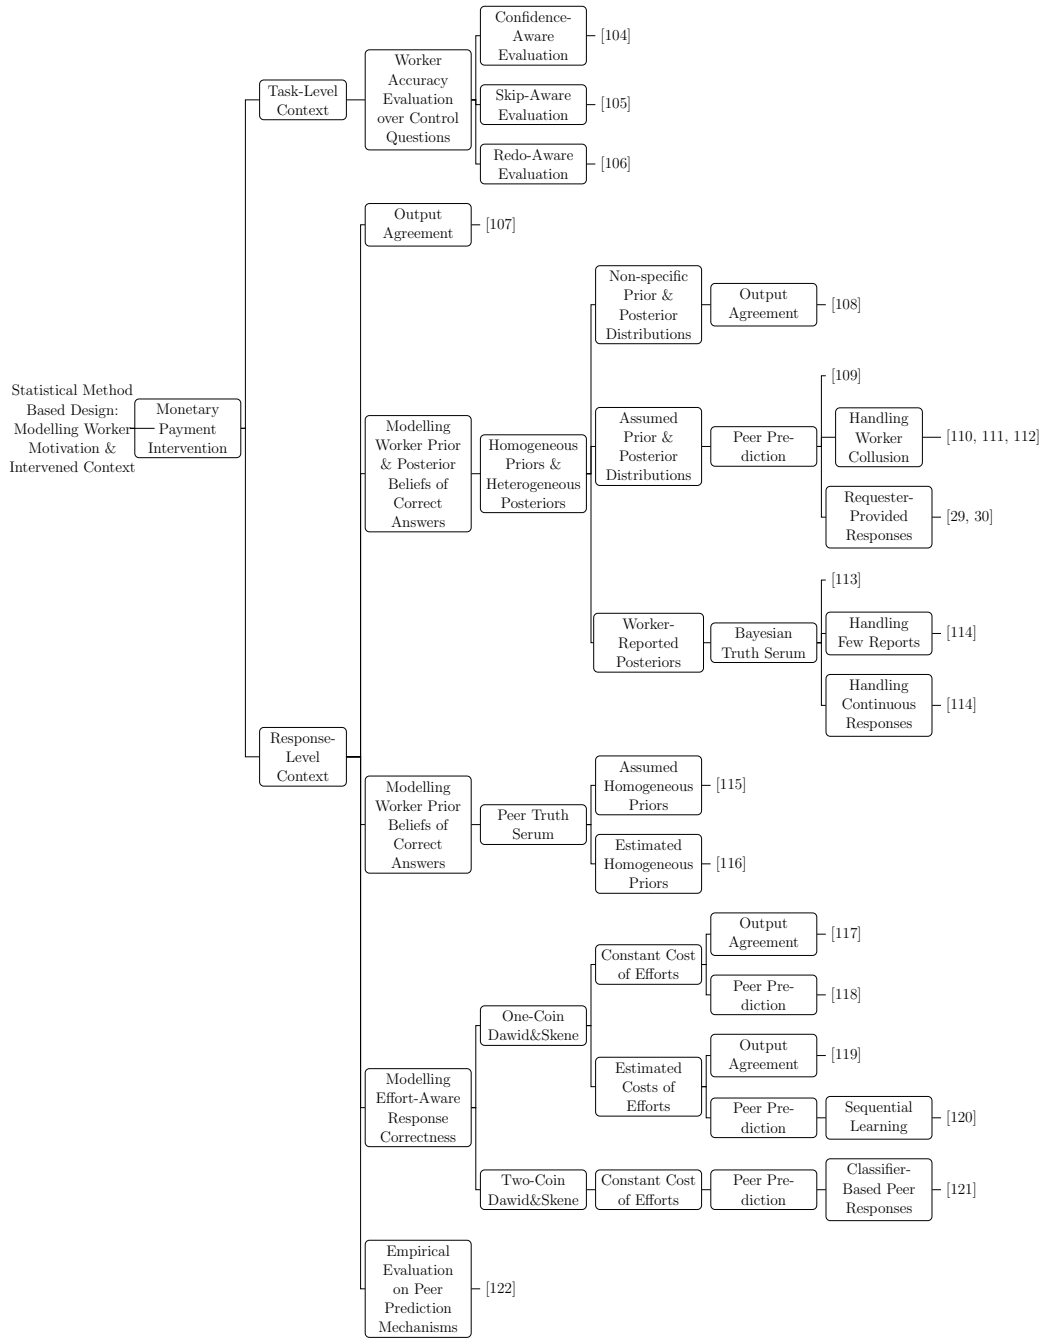 Statistical Method
Based Design:
Modelling Worker
Motivation &
Intervened Context
Monetary
Payment
Intervention
Task-Level
Context
Worker
Accuracy
Evaluation
over Control
Questions
Confidence-
Aware
Evaluation
[104]
Skip-Aware
Evaluation
[105]
Redo-Aware
Evaluation
[106]
Response-
Level
Context
Output
Agreement
[107]
Modelling
Worker Prior
& Posterior
Beliefs of
Correct
Answers
Homogeneous
Priors &
Heterogeneous
Posteriors
Non-specific
Prior &
Posterior
Distributions
Output
Agreement
[108]
Assumed
Prior &
Posterior
Distributions
Peer Pre-
diction
[109]
Handling
Worker
Collusion
[110, 111, 112]
Requester-
Provided
Responses
[29, 30]
Worker-
Reported
Posteriors
Bayesian
Truth Serum
[113]
Handling
Few Reports
[114]
Handling
Continuous
Responses
[114]
Modelling
Worker Prior
Beliefs of
Correct
Answers
Peer Truth
Serum
Assumed
Homogeneous
Priors
[115]
Estimated
Homogeneous
Priors
[116]
Modelling
Effort-Aware
Response
Correctness
One-Coin
Dawid&Skene
Constant Cost
of Efforts
Output
Agreement
[117]
Peer Pre-
diction
[118]
Estimated
Costs of
Efforts
Output
Agreement
[119]
Peer Pre-
diction
Sequential
Learning
[120]
Two-Coin
Dawid&Skene
Constant Cost
of Efforts
Peer Pre-
diction
Classifier-
Based Peer
Responses
[121]
Empirical
Evaluation
on Peer
Prediction
Mechanisms
[122]